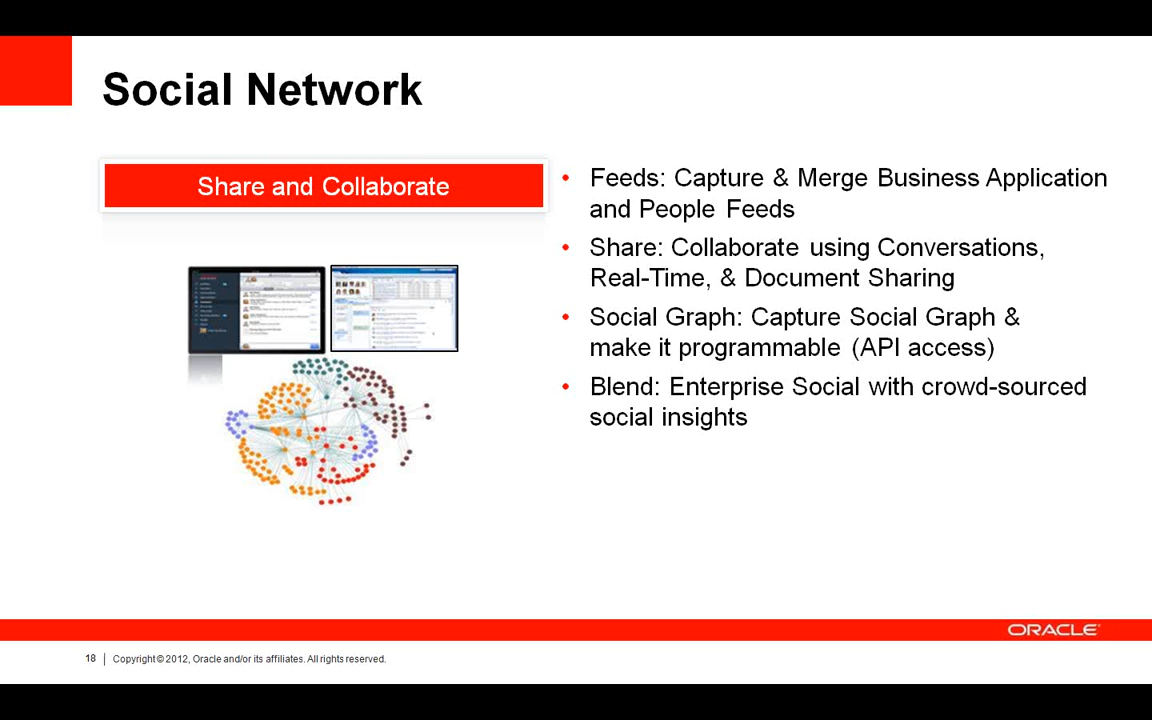 Social Network
Share and Collaborate
• Feeds: Capture & Merge Business Application
and People Feeds
• Share: Collaborate using Conversations,
Real-Time, & Document Sharing
• Social Graph: Capture Social Graph &
make it programmable (API access)
• Blend: Enterprise Social with crowd-sourced
social insights
ORACLE
18 | Copyright © 2012, Oracle and/or its affiliates. All rights reserved.